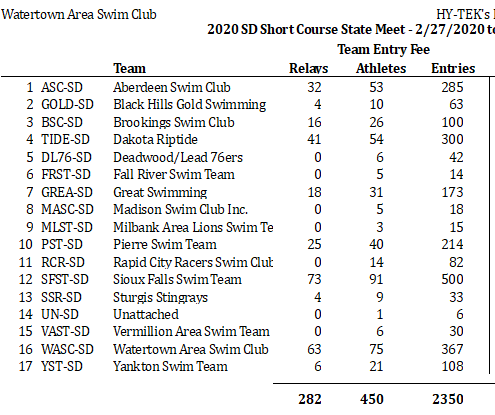 Watertown Area Swim Club HY-TEK's
2020 SD Short Course State Meet - 2/27/2020 to
Team Entry Fee
Team Relays Athletes Entries
1 ASC-SD Aberdeen Swim Club 32 53 285
2 GOLD-SD Black Hills Gold Swimming 4 10 63
3 BSC-SD Brookings Swim Club 16 26 100
4 TIDE-SD Dakota Riptide 41 54 300
5 DL76-SD Deadwood/Lead 76ers 0 6 42
6 FRST-SD Fall River Swim Team 0 5 14
7 GREA-SD Great Swimming 18 31 173
8 MASC-SD Madison Swim Club Inc. 0 5 18
9 MLST-SD Milbank Area Lions Swim Te 0 3 15
10 PST-SD Pierre Swim Team 25 40 214
11 RCR-SD Rapid City Racers Swim Club 0 14 82
12 SFST-SD Sioux Falls Swim Team 73 91 500
13 SSR-SD Sturgis Stingrays 4 9 33
14 UN-SD Unattached 0 1 6
15 VAST-SD Vermillion Area Swim Team 0 6 30
16 WASC-SD Watertown Area Swim Club 63 75 367
17 YST-SD Yankton Swim Team 6 21 108
282 450 2350